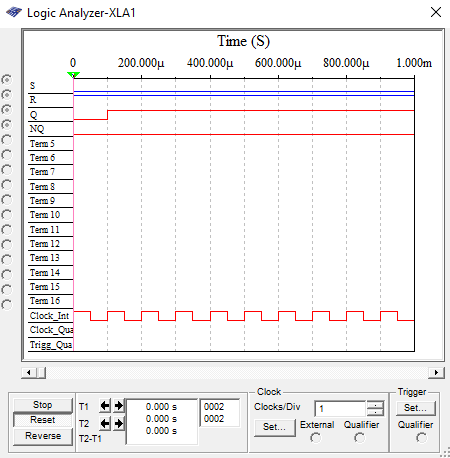 Logic Analyzer-XLA1
Time (S)
0 200.000µ 400.000µ 600.000µ 800.000µ 1.000m
S
R
Q
NQ
Term 5
Term 6
Term 7
Term 8
Term 9
Term 10
Term 11
Term 12
Term 13
Term 14
Term 15
Term 16
Clock_Int
Clock_Qua
Trigg_Qua
Stop
Reset
Reverse
T1 0.000 s 0002
T2 0.000 s 0002
T2-T1 0.000 s
Clock
Clocks/Div 1
Set... External Qualifier
Trigger
Set...
Qualifier